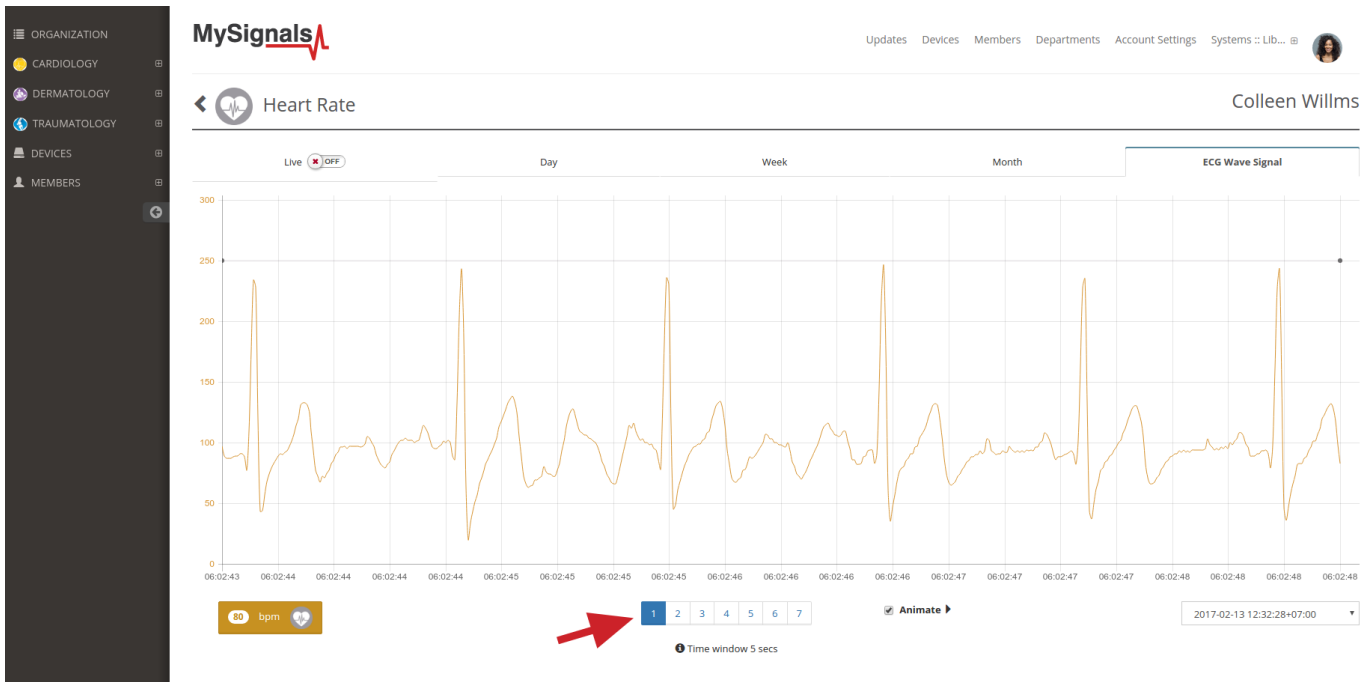 ORGANIZATION
CARDIOLOGY
DERMATOLOGY
TRAUMATOLOGY
DEVICES
MEMBERS
MySignals
Updates Devices Members Departments Account Settings Systems :: Lib...
Heart Rate
Colleen Willms
Live OFF Day Week Month ECG Wave Signal
300
250
200
150
100
50
0
06:02:43 06:02:44 06:02:44 06:02:44 06:02:44 06:02:45 06:02:45 06:02:45 06:02:45 06:02:46 06:02:46 06:02:46 06:02:46 06:02:47 06:02:47 06:02:47 06:02:47 06:02:48 06:02:48 06:02:48 06:02:48
80 bpm
1 2 3 4 5 6 7
Animate
2017-02-13 12:32:28+07:00
Time window 5 secs